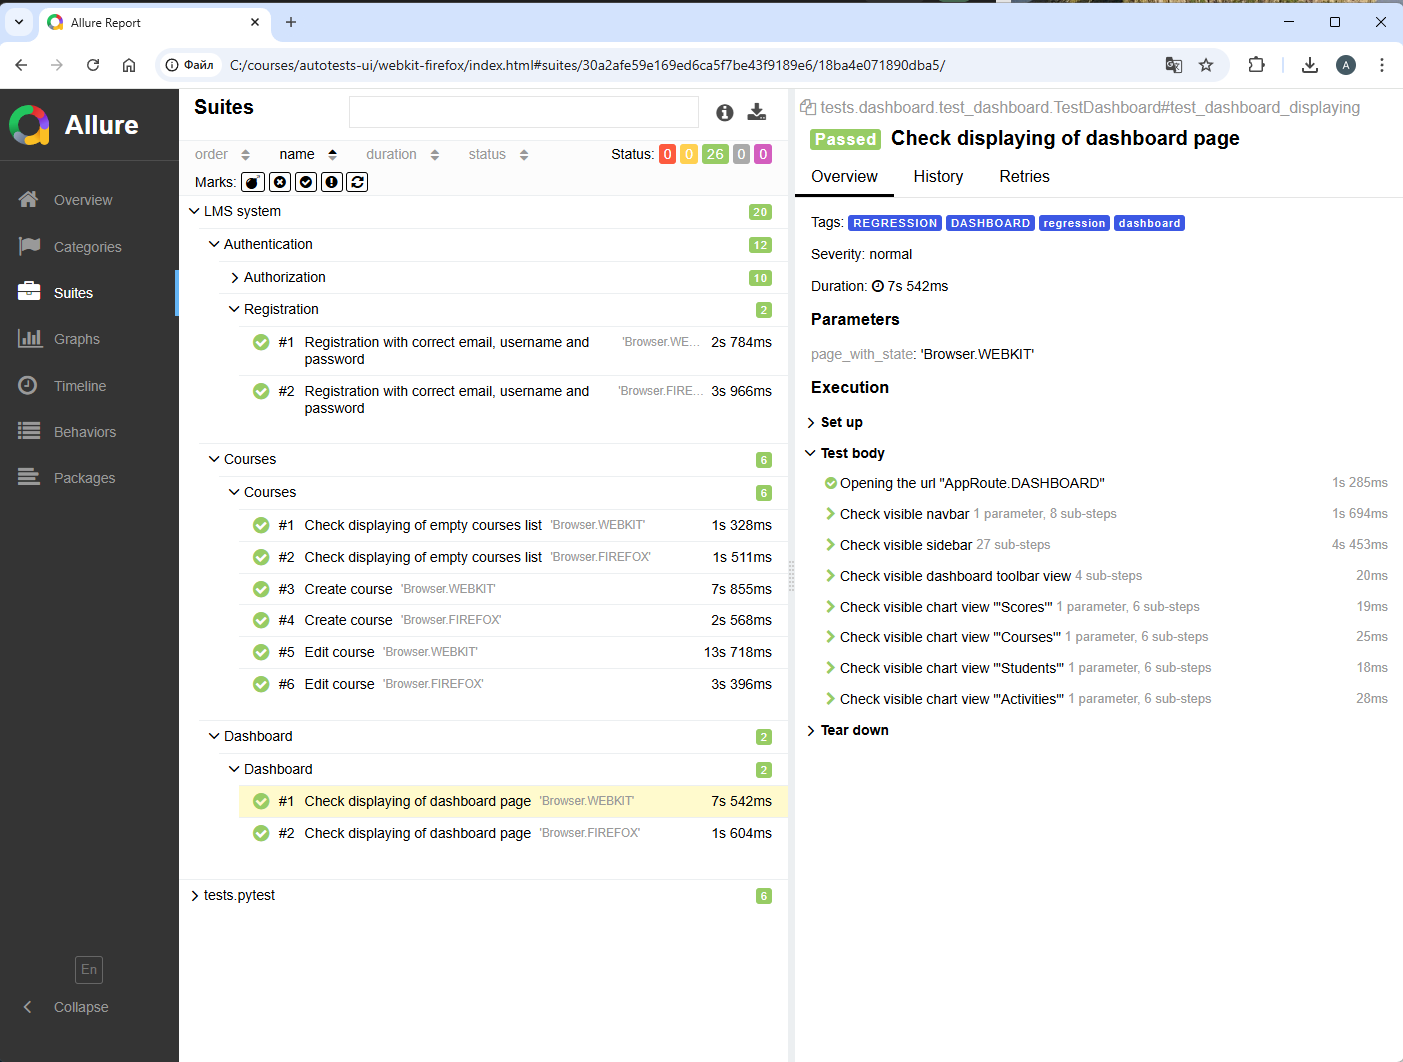 Allure Report
Файл
C:/courses/autotests-ui/webkit-firefox/index.html#suites/30a2afe59e169ed6ca5f7be43f9189e6/18ba4e071890dba5/
A
Allure
Overview
Categories
Suites
Graphs
Timeline
Behaviors
Packages
En
Collapse
Suites
order name duration status Status: 0 0 26 0 0
Marks:
LMS system 20
Authentication 12
Authorization 10
Registration 2
#1 Registration with correct email, username and password 'Browser.WE... 2s 784ms
#2 Registration with correct email, username and password 'Browser.FIRE... 3s 966ms
Courses 6
Courses 6
#1 Check displaying of empty courses list 'Browser.WEBKIT' 1s 328ms
#2 Check displaying of empty courses list 'Browser.FIREFOX' 1s 511ms
#3 Create course 'Browser.WEBKIT' 7s 855ms
#4 Create course 'Browser.FIREFOX' 2s 568ms
#5 Edit course 'Browser.WEBKIT' 13s 718ms
#6 Edit course 'Browser.FIREFOX' 3s 396ms
Dashboard 2
Dashboard 2
#1 Check displaying of dashboard page 'Browser.WEBKIT' 7s 542ms
#2 Check displaying of dashboard page 'Browser.FIREFOX' 1s 604ms
tests.pytest 6
tests.dashboard.test_dashboard.TestDashboard#test_dashboard_displaying
Passed Check displaying of dashboard page
Overview History Retries
Tags: REGRESSION DASHBOARD regression dashboard
Severity: normal
Duration: 7s 542ms
Parameters
page_with_state: 'Browser.WEBKIT'
Execution
Set up
Test body
Opening the url "AppRoute.DASHBOARD" 1s 285ms
Check visible navbar 1 parameter, 8 sub-steps 1s 694ms
Check visible sidebar 27 sub-steps 4s 453ms
Check visible dashboard toolbar view 4 sub-steps 20ms
Check visible chart view "'Scores'" 1 parameter, 6 sub-steps 19ms
Check visible chart view "'Courses'" 1 parameter, 6 sub-steps 25ms
Check visible chart view "'Students'" 1 parameter, 6 sub-steps 18ms
Check visible chart view "'Activities'" 1 parameter, 6 sub-steps 28ms
Tear down